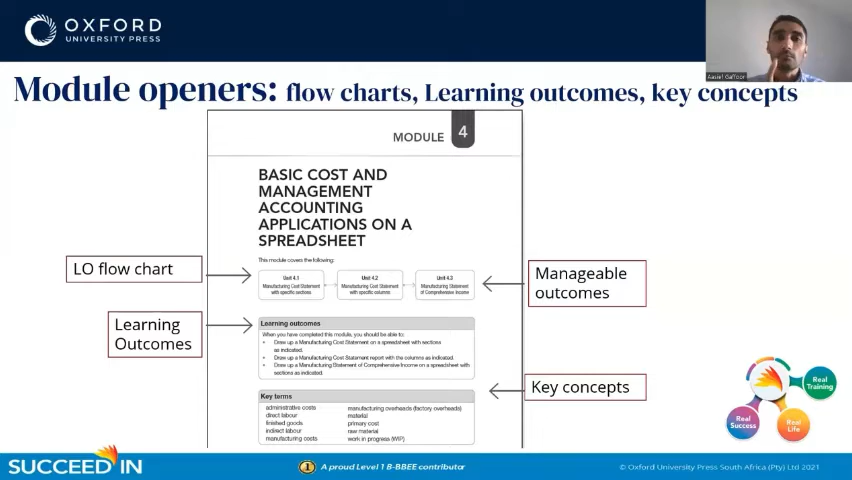 OXFORD
UNIVERSITY PRESS
Aasief Gaffoor
Module openers: flow charts, Learning outcomes, key concepts
MODULE 4
BASIC COST AND
MANAGEMENT
ACCOUNTING
APPLICATIONS ON A
SPREADSHEET
This module covers the following:
LO flow chart
Unit 4.1
Manufacturing Cost Statement
with specific sections
Unit 4.2
Manufacturing Cost Statement
with specific columns
Unit 4.3
Manufacturing Statement
of Comprehensive Income
Manageable
outcomes
Learning
Outcomes
Learning outcomes
When you have completed this module, you should be able to:
• Draw up a Manufacturing Cost Statement on a spreadsheet with sections
as indicated.
• Draw up a Manufacturing Cost Statement report with the columns as indicated.
• Draw up a Manufacturing Statement of Comprehensive Income on a spreadsheet with
sections as indicated.
Key concepts
Key terms
administrative costs
direct labour
finished goods
indirect labour
manufacturing costs
manufacturing overheads (factory overheads)
material
primary cost
raw material
work in progress (WIP)
Real
Training
Real
Success
Real
Life
SUCCEED IN
1 A proud Level 1 B-BBEE contributor
© Oxford University Press South Africa (Pty) Ltd 2021